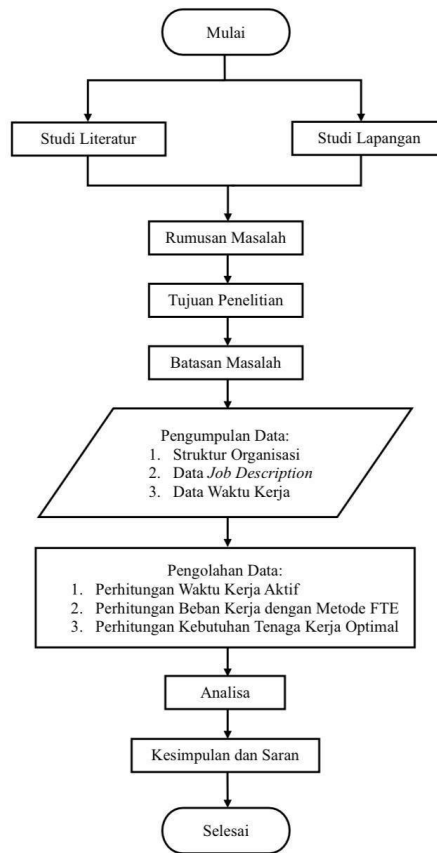 Mulai
Studi Literatur
Studi Lapangan
Rumusan Masalah
Tujuan Penelitian
Batasan Masalah
Pengumpulan Data:
1. Struktur Organisasi
2. Data Job Description
3. Data Waktu Kerja
Pengolahan Data:
1. Perhitungan Waktu Kerja Aktif
2. Perhitungan Beban Kerja dengan Metode FTE
3. Perhitungan Kebutuhan Tenaga Kerja Optimal
Analisa
Kesimpulan dan Saran
Selesai